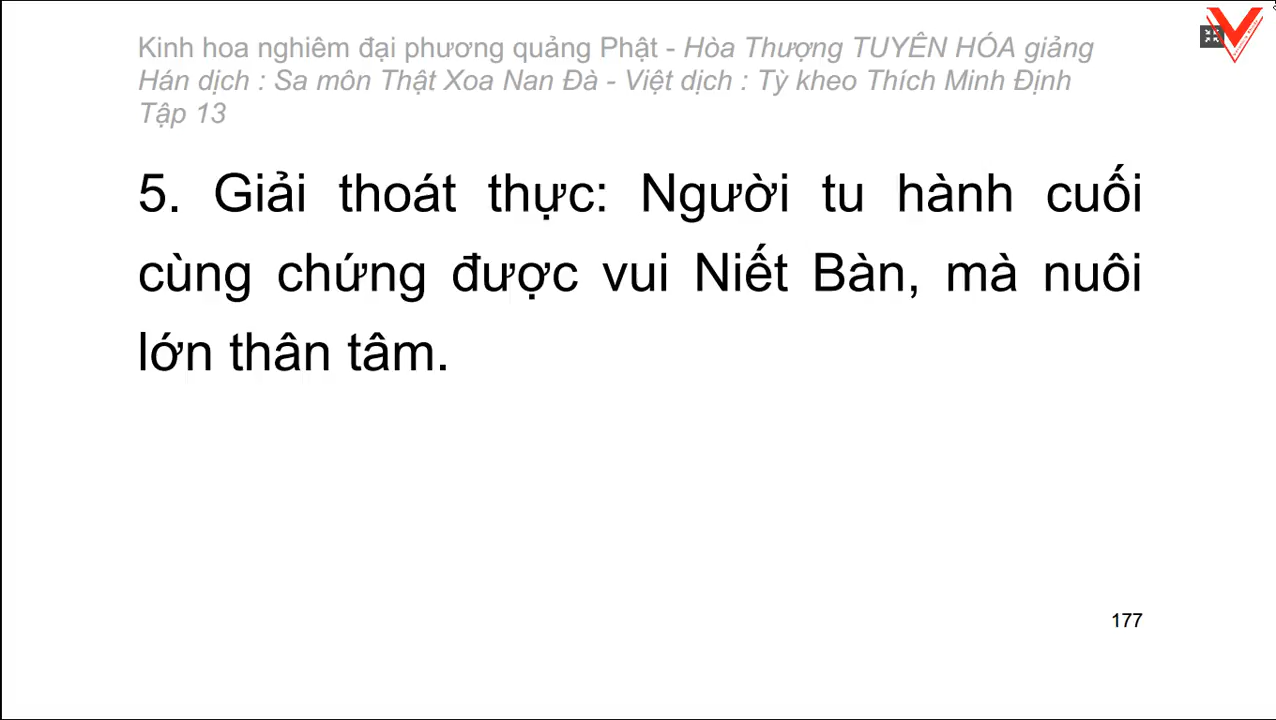 Kinh hoa nghiêm đại phương quảng Phật - Hòa Thượng TUYÊN HÓA giảng
Hán dịch : Sa môn Thật Xoa Nan Đà - Việt dịch : Tỳ kheo Thích Minh Định
Tập 13
5. Giải thoát thực: Người tu hành cuối
cùng chứng được vui Niết Bàn, mà nuôi
lớn thân tâm.
177